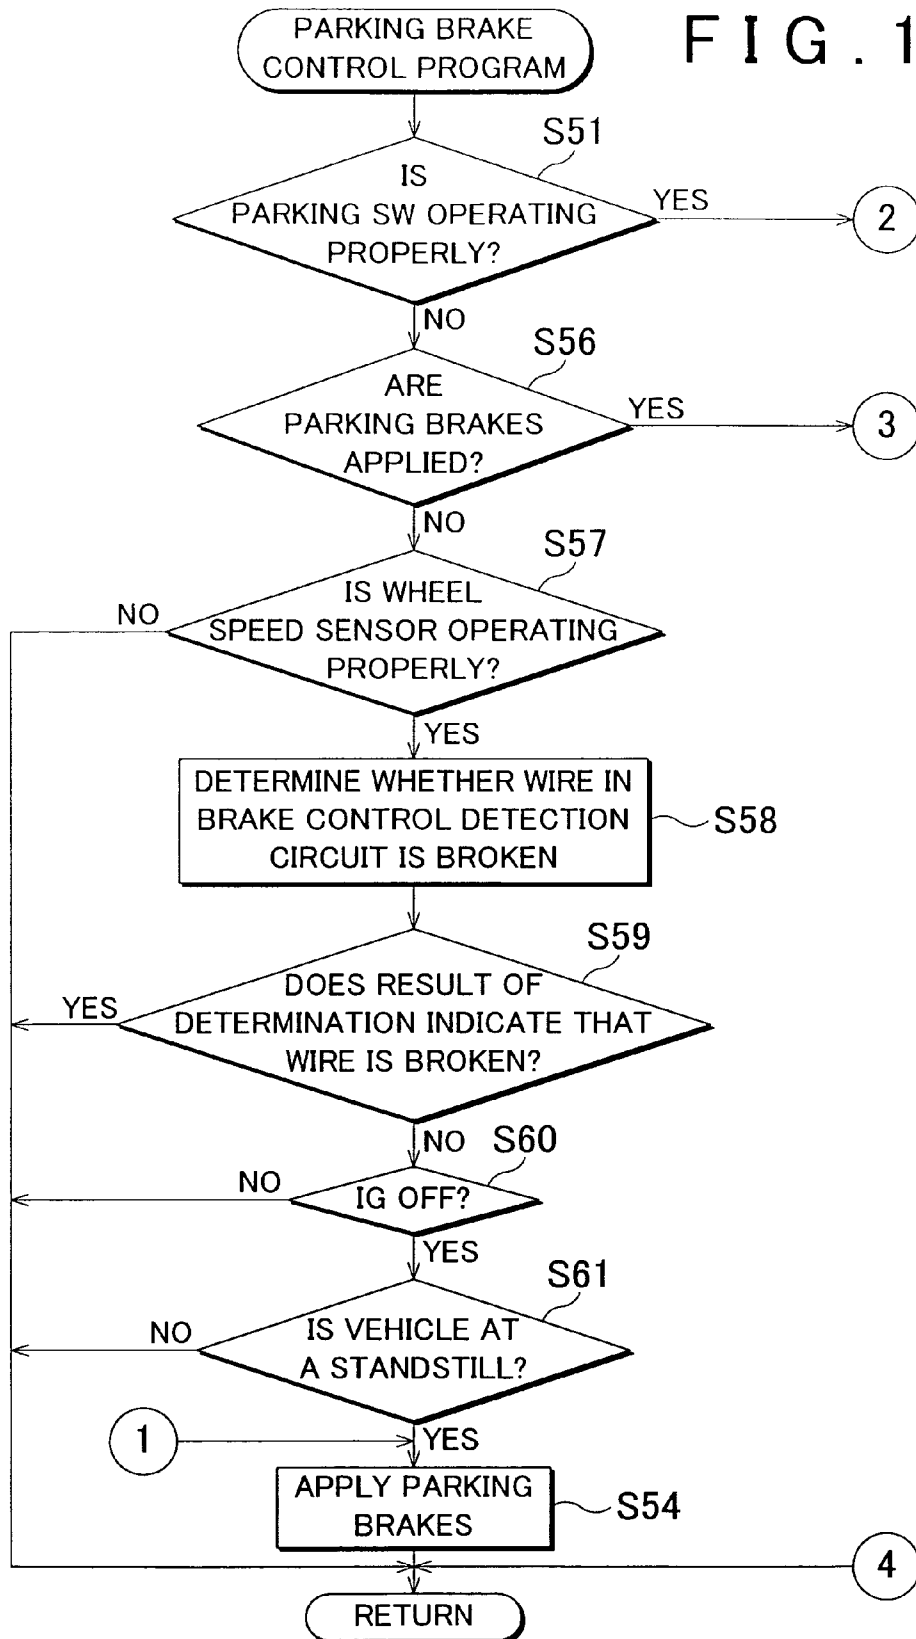 PARKING BRAKE
CONTROL PROGRAM
FIG. 1
S51
IS
PARKING SW OPERATING
PROPERLY?
YES
2
NO
S56
ARE
PARKING BRAKES
APPLIED?
YES
3
NO
S57
IS WHEEL
SPEED SENSOR OPERATING
PROPERLY?
NO
YES
DETERMINE WHETHER WIRE IN
BRAKE CONTROL DETECTION
CIRCUIT IS BROKEN
S58
S59
DOES RESULT OF
DETERMINATION INDICATE THAT
WIRE IS BROKEN?
YES
NO
S60
IG OFF?
NO
YES
S61
IS VEHICLE AT
A STANDSTILL?
NO
YES
1
APPLY PARKING
BRAKES
S54
4
RETURN